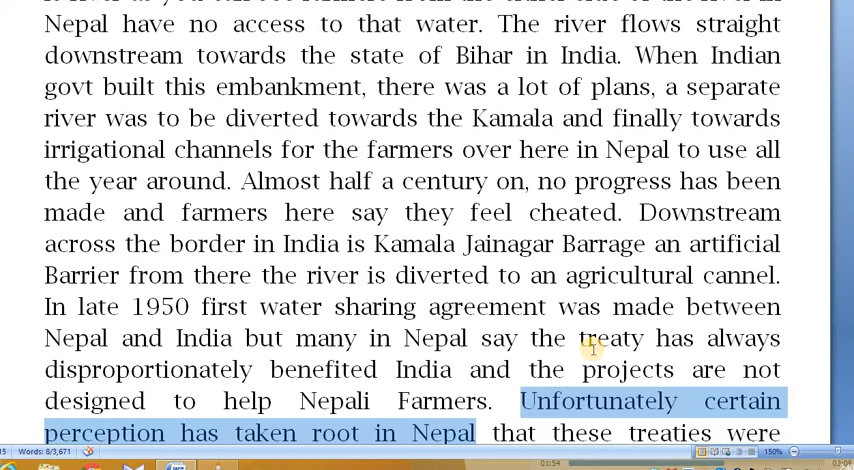 Nepal have no access to that water. The river flows straight
downstream towards the state of Bihar in India. When Indian
govt built this embankment, there was a lot of plans, a separate
river was to be diverted towards the Kamala and finally towards
irrigational channels for the farmers over here in Nepal to use all
the year around. Almost half a century on, no progress has been
made and farmers here say they feel cheated. Downstream
across the border in India is Kamala Jainagar Barrage an artificial
Barrier from there the river is diverted to an agricultural cannel.
In late 1950 first water sharing agreement was made between
Nepal and India but many in Nepal say the treaty has always
disproportionately benefited India and the projects are not
designed to help Nepali Farmers. Unfortunately certain
perception has taken root in Nepal that these treaties were
Words: 8/3,671 150%
01:54